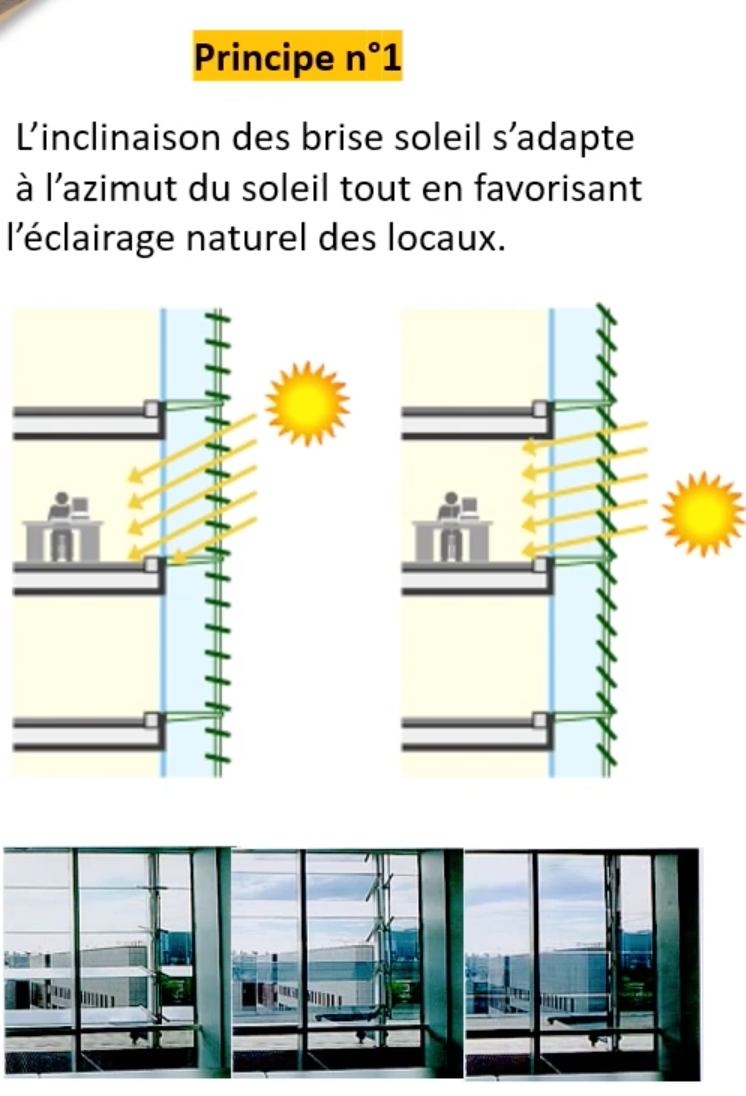 Principe n°1
L’inclinaison des brise soleil s’adapte
à l’azimut du soleil tout en favorisant
l’éclairage naturel des locaux.